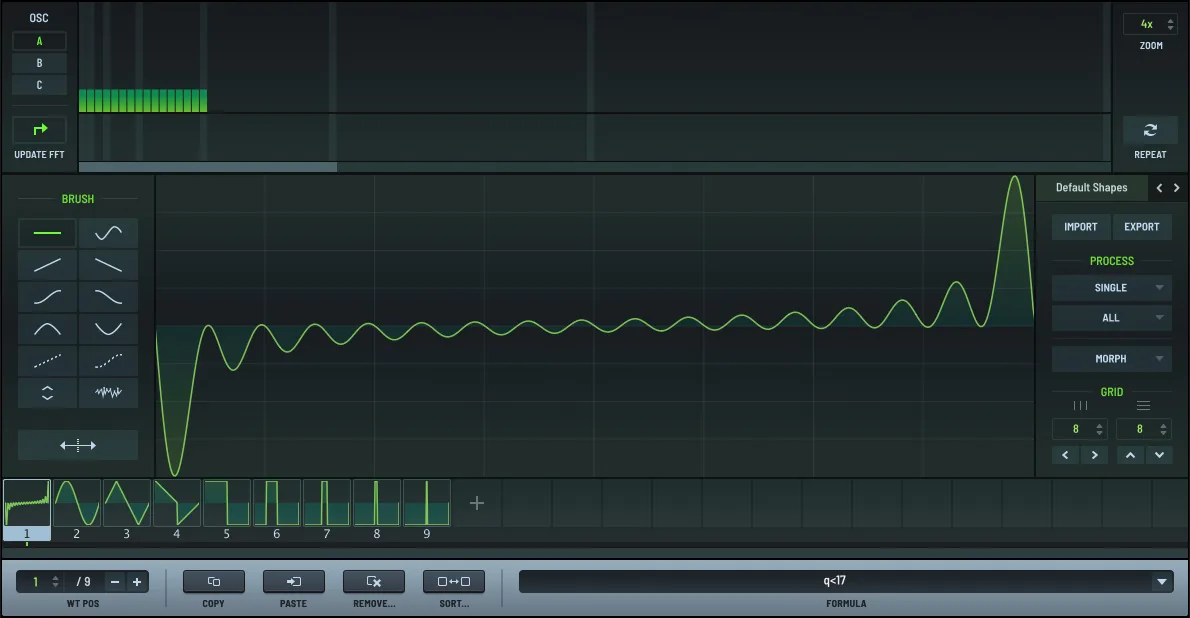 OSC
A
B
C
UPDATE FFT
4x
ZOOM
REPEAT
BRUSH
Default Shapes
IMPORT EXPORT
PROCESS
SINGLE
ALL
MORPH
GRID
8 8
1 2 3 4 5 6 7 8 9
1 / 9
WT POS
COPY
PASTE
REMOVE...
SORT...
q<17
FORMULA